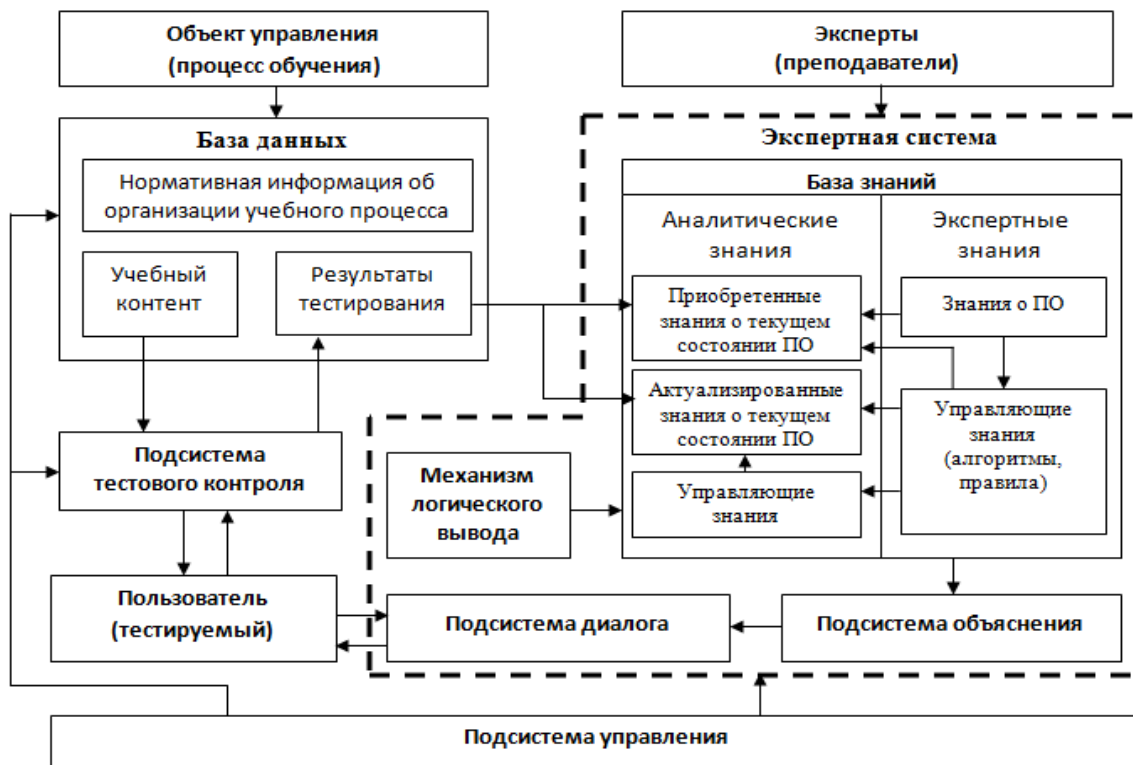 Объект управления
(процесс обучения)
Эксперты
(преподаватели)
База данных
Нормативная информация об
организации учебного процесса
Учебный
контент
Результаты
тестирования
Экспертная система
База знаний
Аналитические
знания
Экспертные
знания
Приобретенные
знания о текущем
состоянии ПО
Знания о ПО
Актуализированные
знания о текущем
состоянии ПО
Управляющие
знания
(алгоритмы,
правила)
Управляющие
знания
Подсистема
тестового контроля
Механизм
логического
вывода
Пользователь
(тестируемый)
Подсистема диалога
Подсистема объяснения
Подсистема управления